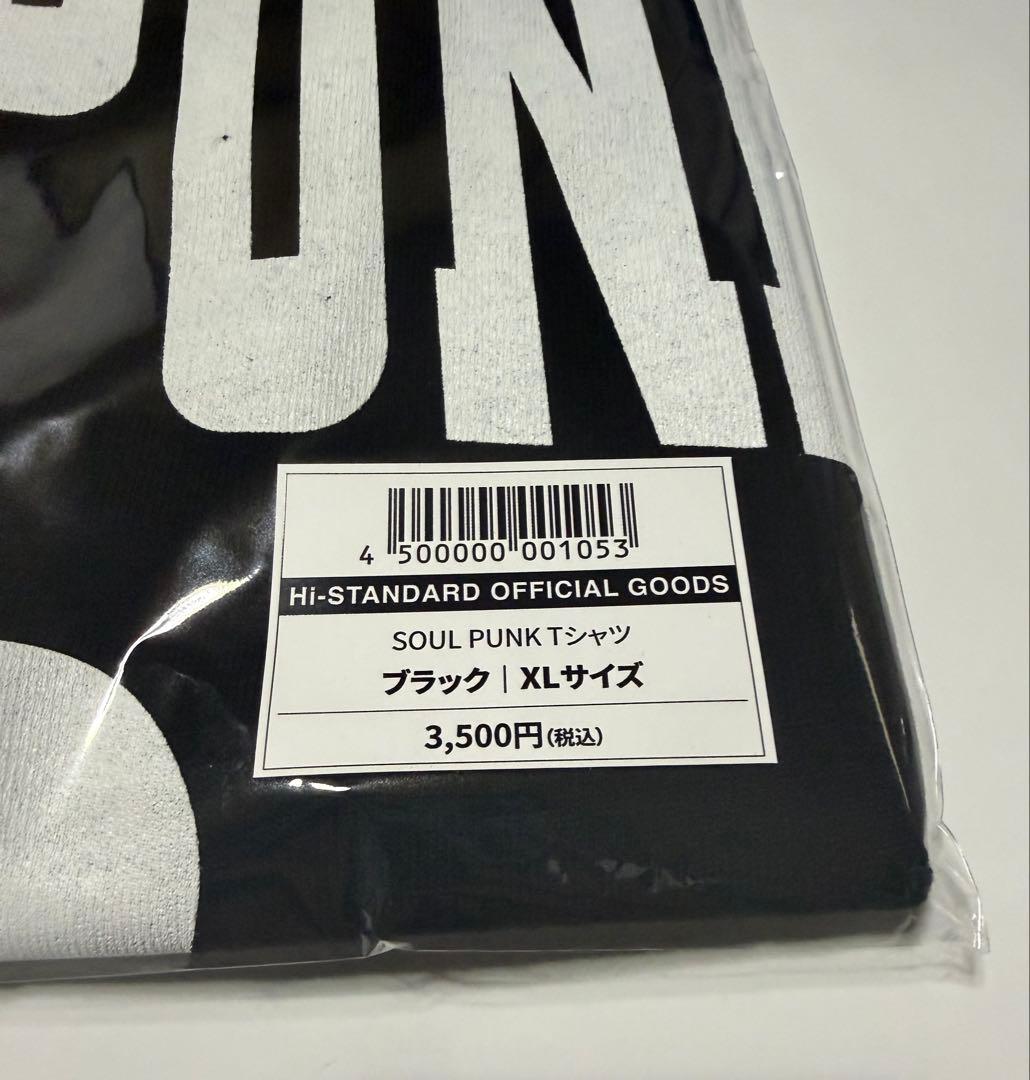 PUN
4 500000 001053
Hi-STANDARD OFFICIAL GOODS
SOUL PUNK Tシャツ
ブラック | XLサイズ
3,500円(税込)